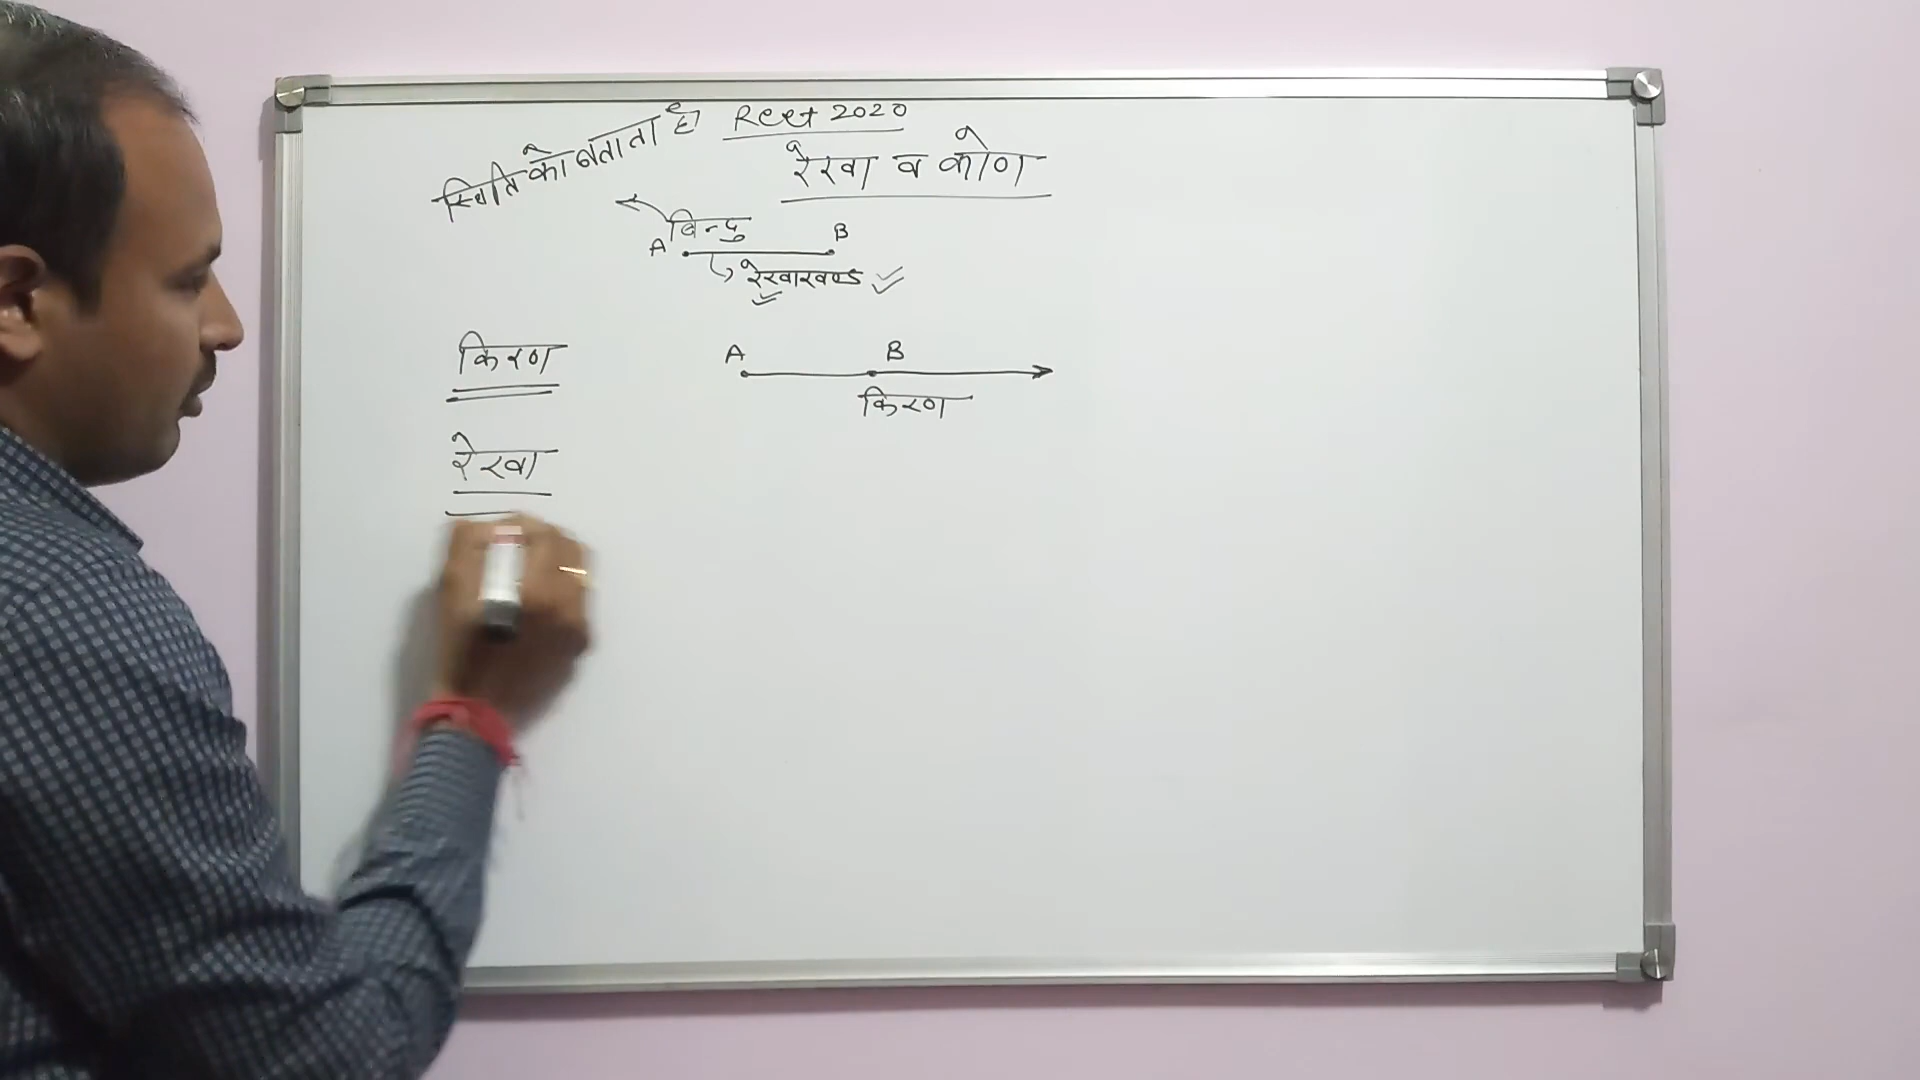 Reet 2020
स्थिति को बताता है
रेखा व कोण
बिन्दु
A B
रेखाखण्ड
किरण
A B
किरण
रेखा